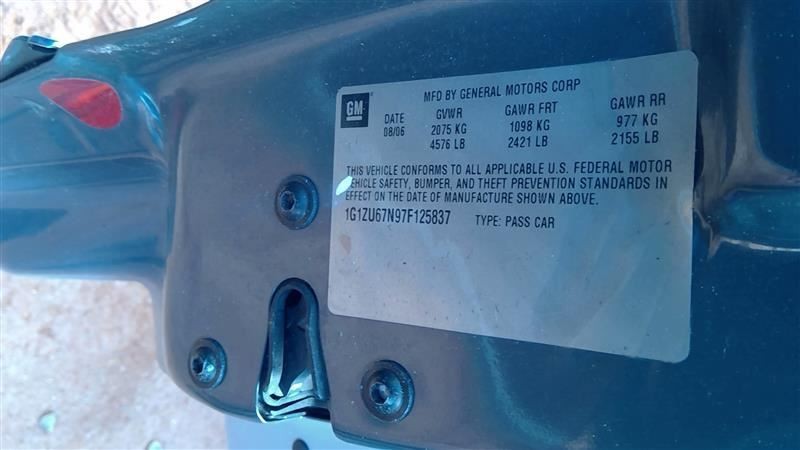 GM
MFD BY GENERAL MOTORS CORP
DATE GVWR GAWR FRT GAWR RR
08/06 2075 KG 1098 KG 977 KG
4576 LB 2421 LB 2155 LB
THIS VEHICLE CONFORMS TO ALL APPLICABLE U.S. FEDERAL MOTOR
VEHICLE SAFETY, BUMPER, AND THEFT PREVENTION STANDARDS IN
EFFECT ON THE DATE OF MANUFACTURE SHOWN ABOVE.
1G1ZU67N97F125837 TYPE: PASS CAR